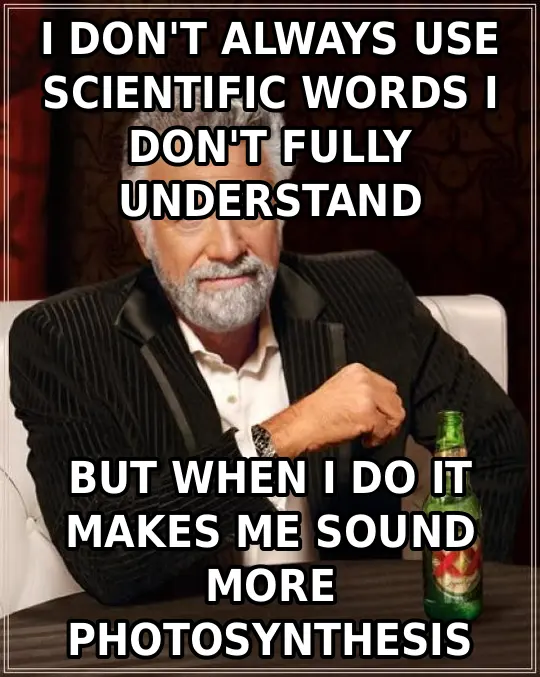 I DON'T ALWAYS USE
SCIENTIFIC WORDS I
DON'T FULLY
UNDERSTAND
BUT WHEN I DO IT
MAKES ME SOUND
MORE
PHOTOSYNTHESIS